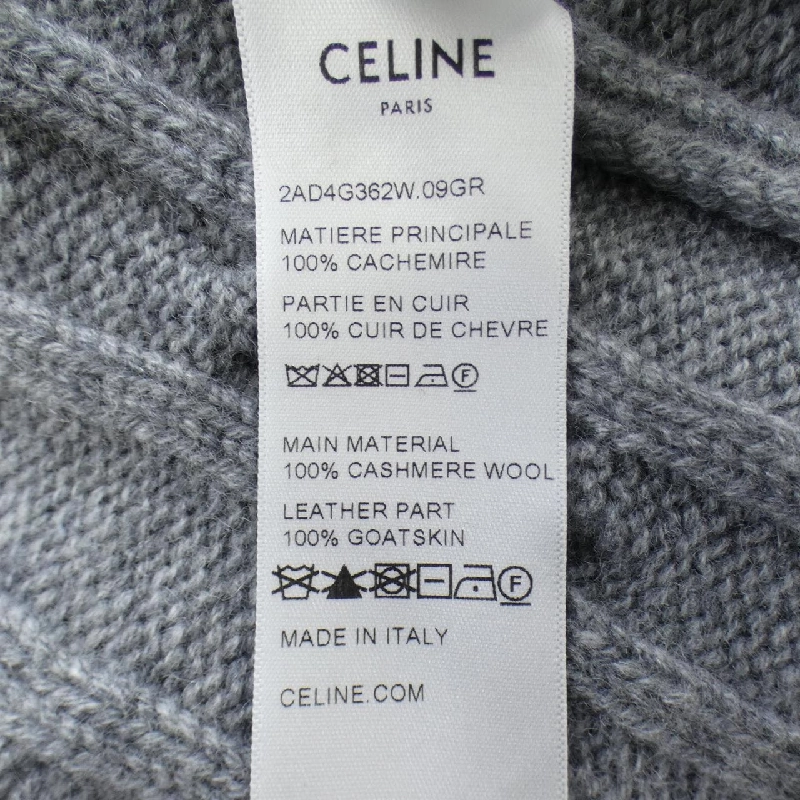 CELINE
PARIS
2AD4G362W.09GR
MATIERE PRINCIPALE
100% CACHEMIRE
PARTIE EN CUIR
100% CUIR DE CHEVRE
F
MAIN MATERIAL
100% CASHMERE WOOL
LEATHER PART
100% GOATSKIN
F
MADE IN ITALY
CELINE.COM